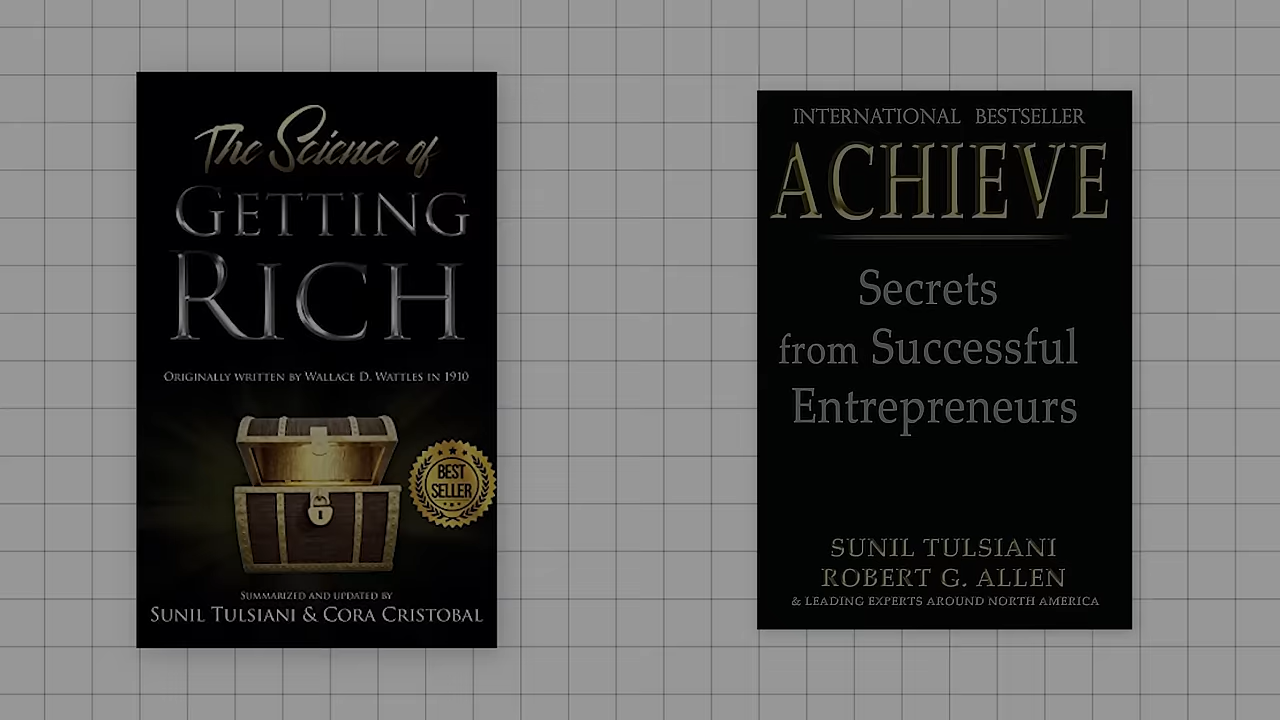 The Science of
GETTING
RICH
ORIGINALLY WRITTEN BY WALLACE D. WATTLES IN 1910
BEST
SELLER
SUMMARIZED AND UPDATED BY
SUNIL TULSIANI & CORA CRISTOBAL
INTERNATIONAL BESTSELLER
ACHIEVE
Secrets
from Successful
Entrepreneurs
SUNIL TULSIANI
ROBERT G. ALLEN
& LEADING EXPERTS AROUND NORTH AMERICA